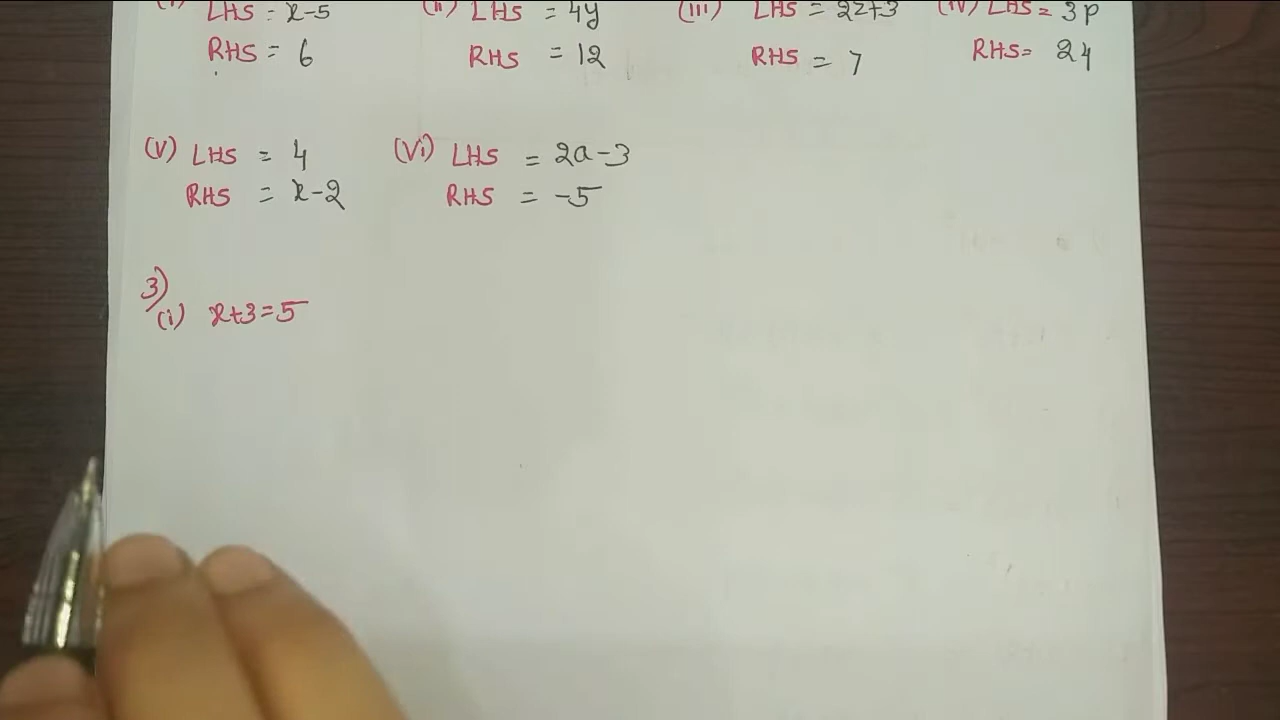 (i) LHS = x-5 (ii) LHS = 4y (iii) LHS = 2z+3 (iv) LHS = 3p
RHS = 6 RHS = 12 RHS = 7 RHS = 24
(v) LHS = 4 (vi) LHS = 2a-3
RHS = x-2 RHS = -5
3)
(i) x+3=5